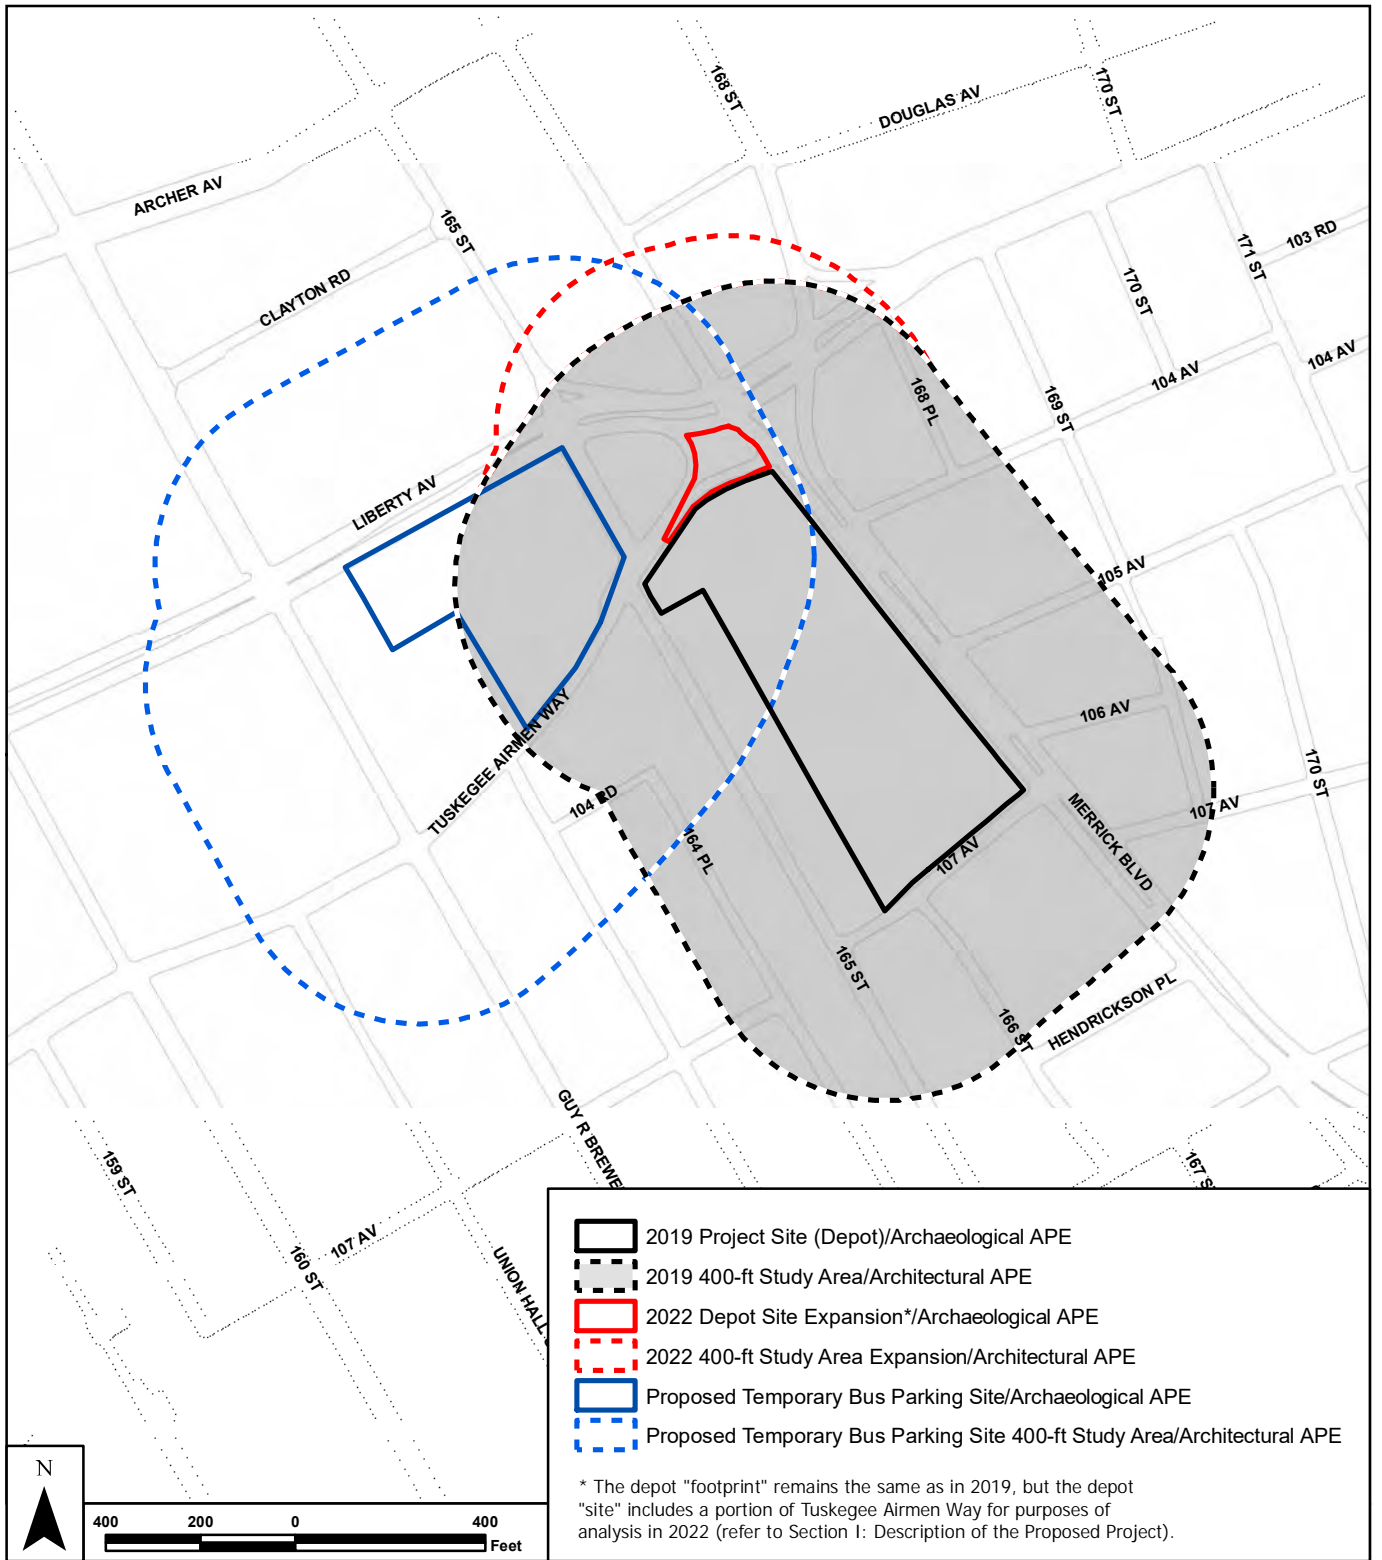 168 ST
170 ST
DOUGLAS AV
ARCHER AV
165 ST
103 RD
171 ST
170 ST
CLAYTON RD
104 AV
104 AV
168 PL
169 ST
LIBERTY AV
105 AV
106 AV
TUSKEGEE AIRMEN WAY
170 ST
104 RD
107 AV
MERRICK BLVD
164 PL
107 AV
165 ST
166 ST
HENDRICKSON PL
GUY R BREWE
159 ST
167 S
107 AV
160 ST
UNION HALL
2019 Project Site (Depot)/Archaeological APE
2019 400-ft Study Area/Architectural APE
2022 Depot Site Expansion*/Archaeological APE
2022 400-ft Study Area Expansion/Architectural APE
Proposed Temporary Bus Parking Site/Archaeological APE
Proposed Temporary Bus Parking Site 400-ft Study Area/Architectural APE
* The depot "footprint" remains the same as in 2019, but the depot
"site" includes a portion of Tuskegee Airmen Way for purposes of
analysis in 2022 (refer to Section I: Description of the Proposed Project).
N
400 200 0 400
Feet